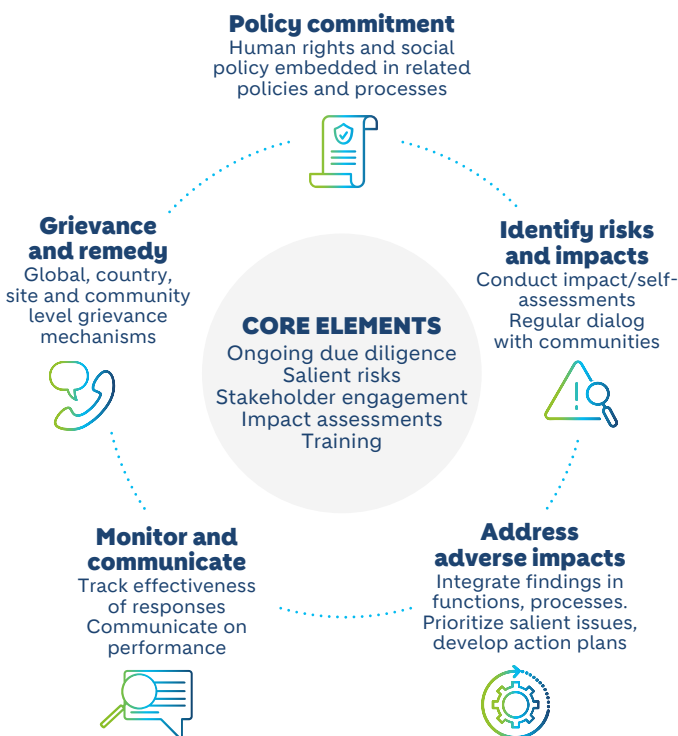 Policy commitment
Human rights and social
policy embedded in related
policies and processes
Identify risks
and impacts
Conduct impact/self-
assessments
Regular dialog
with communities
Address
adverse impacts
Integrate findings in
functions, processes.
Prioritize salient issues,
develop action plans
Monitor and
communicate
Track effectiveness
of responses
Communicate on
performance
Grievance
and remedy
Global, country,
site and community
level grievance
mechanisms
CORE ELEMENTS
Ongoing due diligence
Salient risks
Stakeholder engagement
Impact assessments
Training